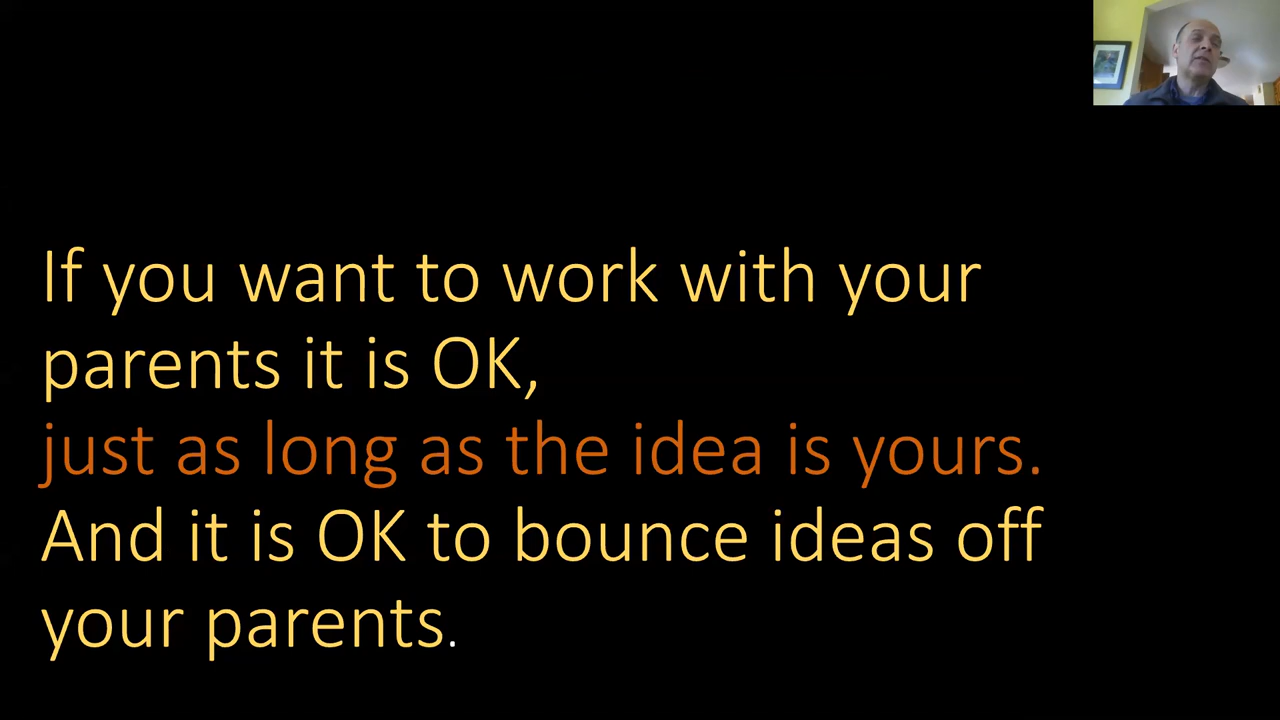 If you want to work with your
parents it is OK,
just as long as the idea is yours.
And it is OK to bounce ideas off
your parents.